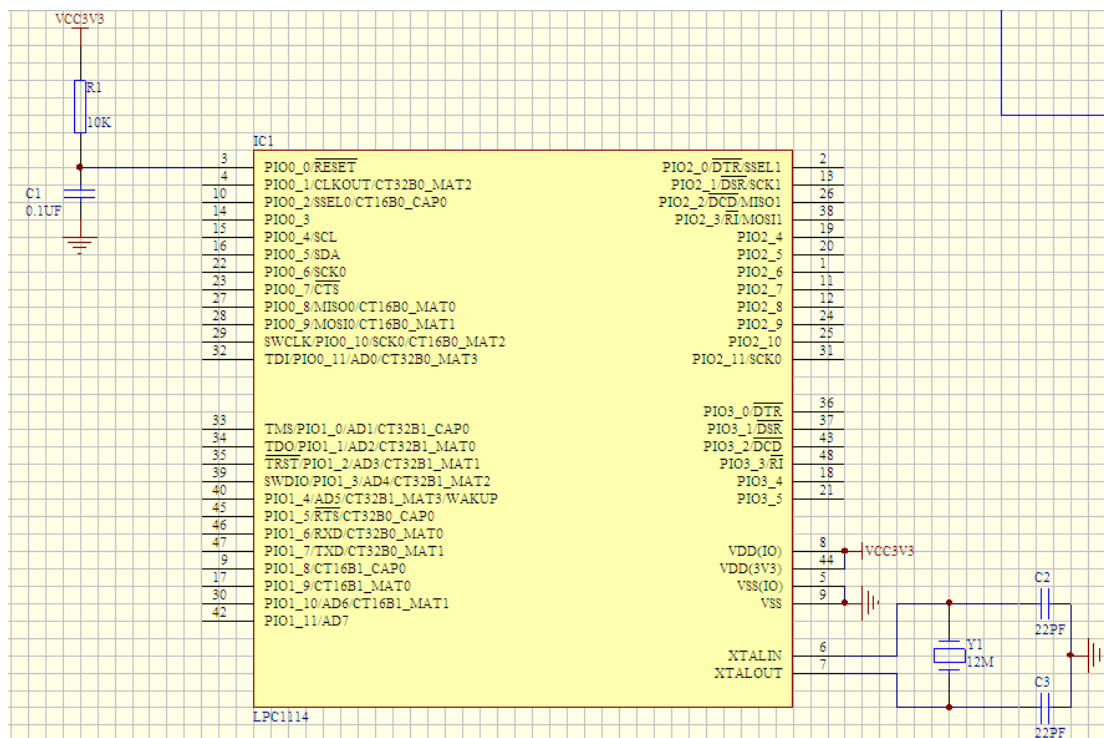 VCC3V3
R1
10K
C1
0.1UF
IC1
3 PIO0_0/RESET
4 PIO0_1/CLKOUT/CT32B0_MAT2
10 PIO0_2/SSEL0/CT16B0_CAP0
14 PIO0_3
15 PIO0_4/SCL
16 PIO0_5/SDA
22 PIO0_6/SCK0
23 PIO0_7/CTS
27 PIO0_8/MISO0/CT16B0_MAT0
28 PIO0_9/MOSI0/CT16B0_MAT1
29 SWCLK/PIO0_10/SCK0/CT16B0_MAT2
32 TDI/PIO0_11/AD0/CT32B0_MAT3
33 TMS/PIO1_0/AD1/CT32B1_CAP0
34 TDO/PIO1_1/AD2/CT32B1_MAT0
35 TRST/PIO1_2/AD3/CT32B1_MAT1
39 SWDIO/PIO1_3/AD4/CT32B1_MAT2
40 PIO1_4/AD5/CT32B1_MAT3/WAKUP
45 PIO1_5/RTS/CT32B0_CAP0
46 PIO1_6/RXD/CT32B0_MAT0
47 PIO1_7/TXD/CT32B0_MAT1
9 PIO1_8/CT16B1_CAP0
17 PIO1_9/CT16B1_MAT0
30 PIO1_10/AD6/CT16B1_MAT1
42 PIO1_11/AD7
PIO2_0/DTR/SSEL1 2
PIO2_1/DSR/SCK1 13
PIO2_2/DCD/MISO1 26
PIO2_3/RI/MOSI1 38
PIO2_4 19
PIO2_5 20
PIO2_6 1
PIO2_7 11
PIO2_8 12
PIO2_9 24
PIO2_10 25
PIO2_11/SCK0 31
PIO3_0/DTR 36
PIO3_1/DSR 37
PIO3_2/DCD 43
PIO3_3/RI 48
PIO3_4 18
PIO3_5 21
VDD(IO) 8 VCC3V3
VDD(3V3) 44
VSS(IO) 5
VSS 9
XTALIN 6
XTALOUT 7
LPC1114
C2
22PF
Y1
12M
C3
22PF